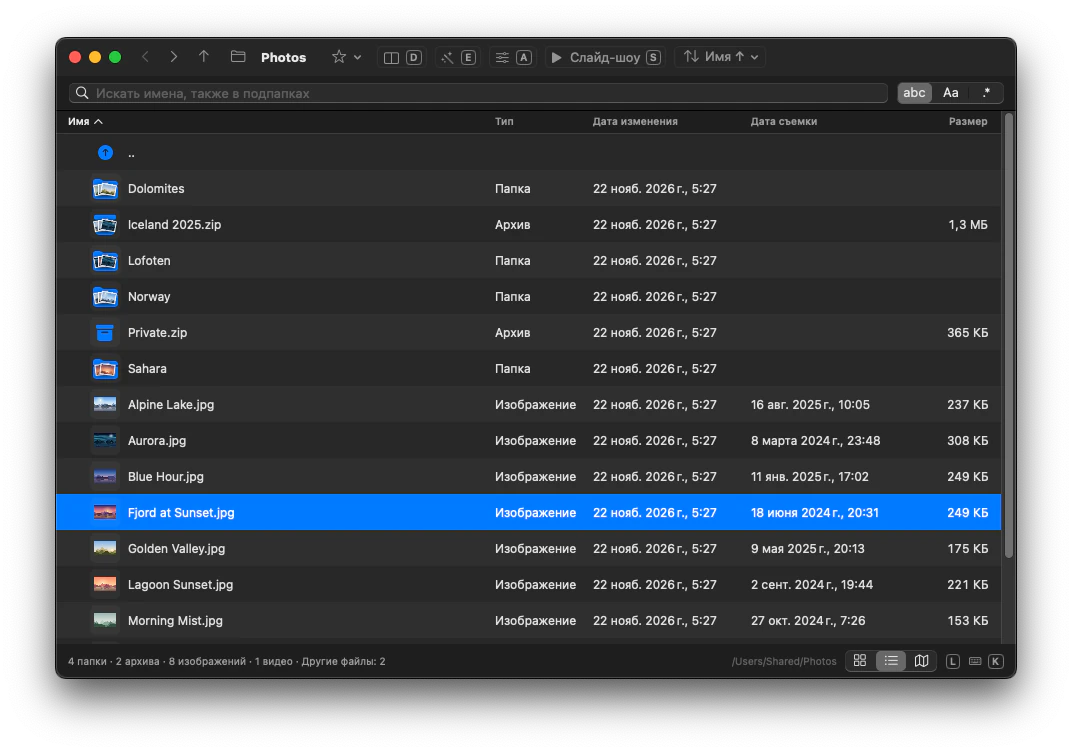 Photos D E A Слайд-шоу S Имя
Искать имена, также в подпапках abc Aa .*
Имя Тип Дата изменения Дата съемки Размер
..
Dolomites Папка 22 нояб. 2026 г., 5:27
Iceland 2025.zip Архив 22 нояб. 2026 г., 5:27 1,3 МБ
Lofoten Папка 22 нояб. 2026 г., 5:27
Norway Папка 22 нояб. 2026 г., 5:27
Private.zip Архив 22 нояб. 2026 г., 5:27 365 КБ
Sahara Папка 22 нояб. 2026 г., 5:27
Alpine Lake.jpg Изображение 22 нояб. 2026 г., 5:27 16 авг. 2025 г., 10:05 237 КБ
Aurora.jpg Изображение 22 нояб. 2026 г., 5:27 8 марта 2024 г., 23:48 308 КБ
Blue Hour.jpg Изображение 22 нояб. 2026 г., 5:27 11 янв. 2025 г., 17:02 249 КБ
Fjord at Sunset.jpg Изображение 22 нояб. 2026 г., 5:27 18 июня 2024 г., 20:31 249 КБ
Golden Valley.jpg Изображение 22 нояб. 2026 г., 5:27 9 мая 2025 г., 20:13 175 КБ
Lagoon Sunset.jpg Изображение 22 нояб. 2026 г., 5:27 2 сент. 2024 г., 19:44 221 КБ
Morning Mist.jpg Изображение 22 нояб. 2026 г., 5:27 27 окт. 2024 г., 7:26 153 КБ
4 папки · 2 архива · 8 изображений · 1 видео · Другие файлы: 2 /Users/Shared/Photos L K